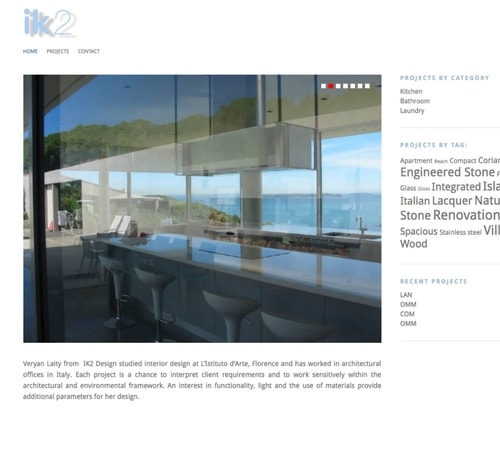 ik2
HOME PROJECTS CONTACT
PROJECTS BY CATEGORY
Kitchen
Bathroom
Laundry
PROJECTS BY TAG:
Apartment Beach Compact Corian
Engineered Stone
Glass Gloss Integrated Isla
Italian Lacquer Natu
Stone Renovation
Spacious Stainless steel Vill
Wood
RECENT PROJECTS
LAN
OMM
COM
OMM
Veryan Laity from IK2 Design studied interior design at L'Istituto d'Arte, Florence and has worked in architectural
offices in Italy. Each project is a chance to interpret client requirements and to work sensitively within the
architectural and environmental framework. An interest in functionality, light and the use of materials provide
additional parameters for her design.